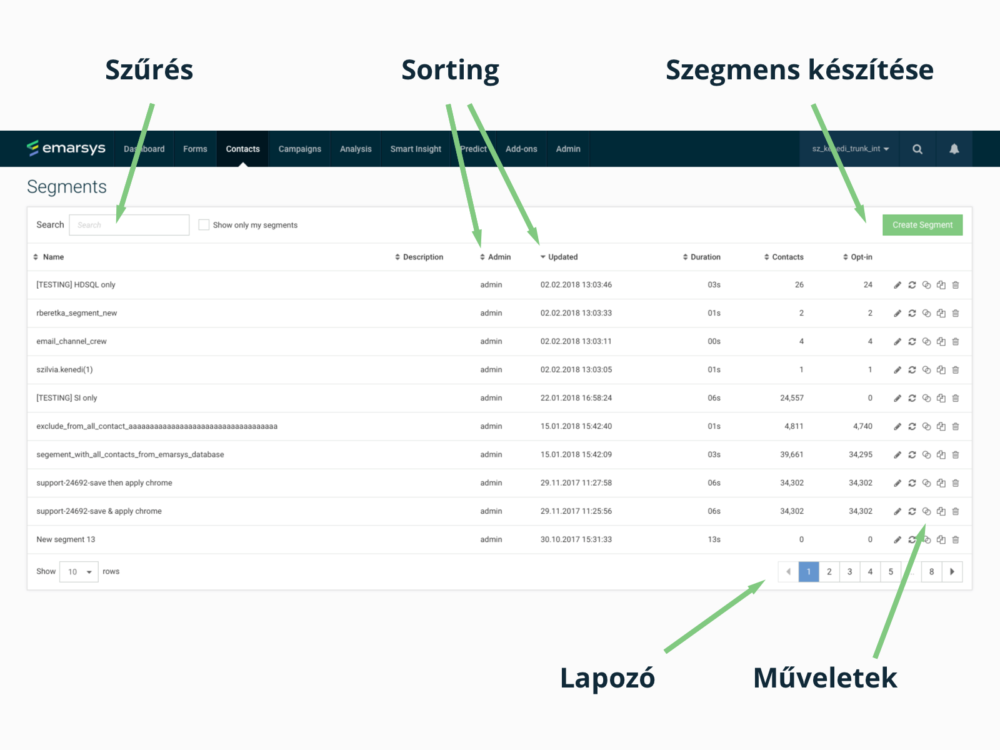 Szűrés
Sorting
Szegmens készítése
emarsys Dashboard Forms Contacts Campaigns Analysis Smart Insight Predict Add-ons Admin sz_kenedi_trunk_int
Segments
Search Search Show only my segments Create Segment
Name Description Admin Updated Duration Contacts Opt-in
[TESTING] HDSQL only admin 02.02.2018 13:03:46 03s 26 24
rberetka_segment_new admin 02.02.2018 13:03:33 01s 2 2
email_channel_crew admin 02.02.2018 13:03:11 00s 4 4
szilvia.kenedi(1) admin 02.02.2018 13:03:05 01s 1 1
[TESTING] SI only admin 22.01.2018 16:58:24 06s 24,557 0
exclude_from_all_contact_aaaaaaaaaaaaaaaaaaaaaaaaaaaaaaaaaaa admin 15.01.2018 15:42:40 01s 4,811 4,740
segement_with_all_contacts_from_emarsys_database admin 15.01.2018 15:42:09 03s 39,661 34,295
support-24692-save then apply chrome admin 29.11.2017 11:27:58 06s 34,302 34,302
support-24692-save & apply chrome admin 29.11.2017 11:25:56 06s 34,302 34,302
New segment 13 admin 30.10.2017 15:31:33 13s 0 0
Show 10 rows 1 2 3 4 5 ... 8
Lapozó
Műveletek